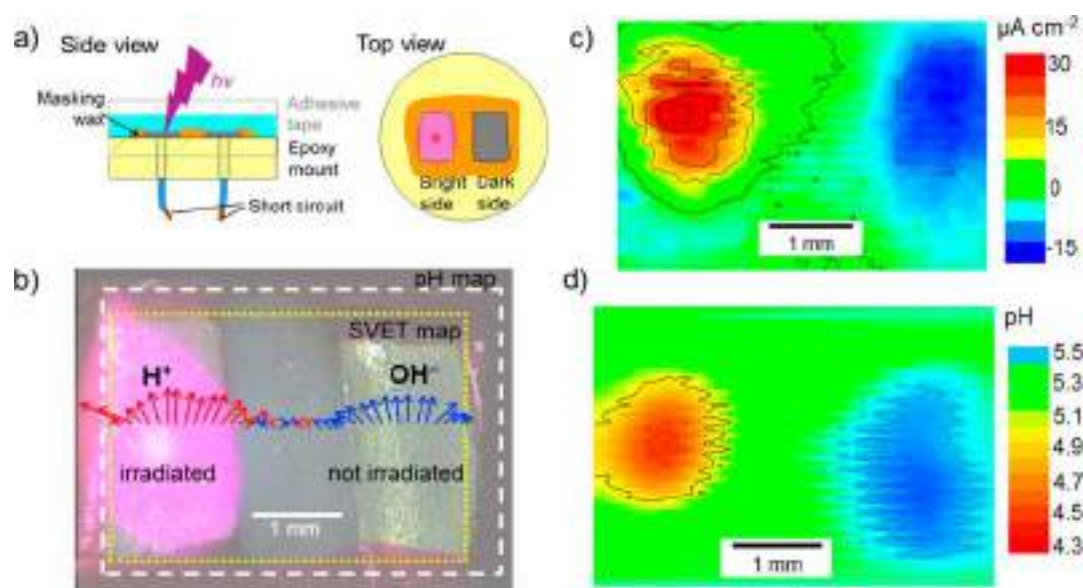 a)
Side view
hν
Masking
wax
Adhesive
tape
Epoxy
mount
Short circuit
Top view
Bright
side
Dark
side
b)
pH map
SVET map
H⁺
OH⁻
irradiated
not irradiated
1 mm
c)
µA cm⁻²
30
15
0
-15
1 mm
d)
pH
5.5
5.3
5.1
4.9
4.7
4.5
4.3
1 mm